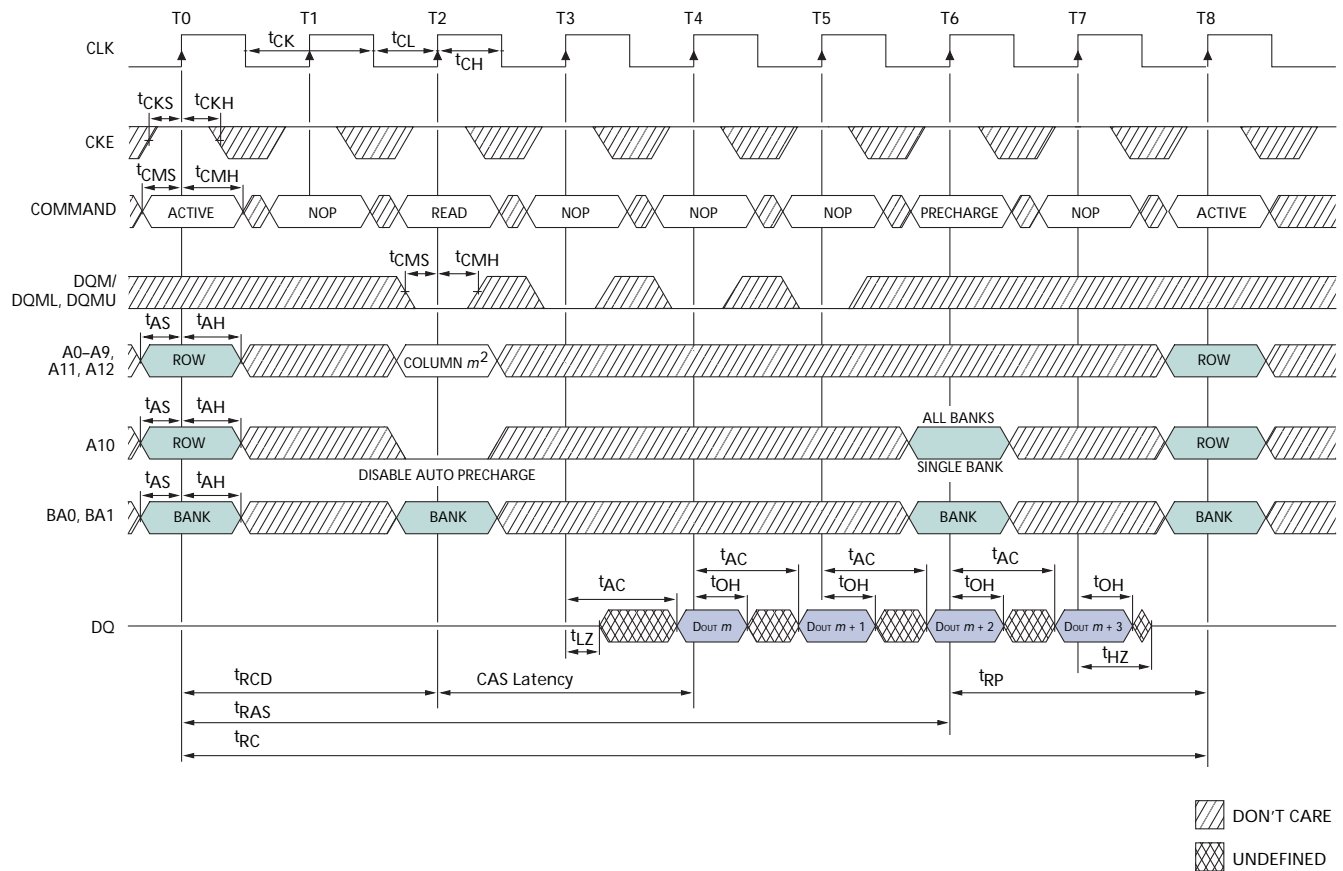 T0 T1 T2 T3 T4 T5 T6 T7 T8
CLK
tCK tCL
tCH
tCKS tCKH
CKE
tCMS tCMH
COMMAND ACTIVE NOP READ NOP NOP NOP PRECHARGE NOP ACTIVE
tCMS tCMH
DQM/
DQML, DQMU
tAS tAH
A0–A9,
A11, A12
ROW COLUMN m2 ROW
tAS tAH
ALL BANKS
A10 ROW ROW
DISABLE AUTO PRECHARGE SINGLE BANK
tAS tAH
BA0, BA1 BANK BANK BANK BANK
tAC tAC tAC tAC
tOH tOH tOH tOH
DQ DOUT m DOUT m + 1 DOUT m + 2 DOUT m + 3
tLZ tHZ
tRCD CAS Latency tRP
tRAS
tRC
DON'T CARE
UNDEFINED